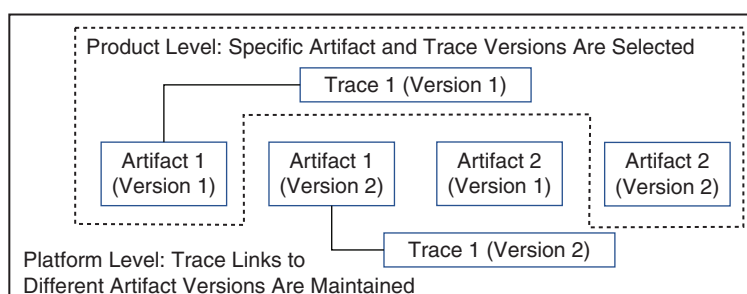 Product Level: Specific Artifact and Trace Versions Are Selected
Trace 1 (Version 1)
Artifact 1
(Version 1)
Artifact 1
(Version 2)
Artifact 2
(Version 1)
Artifact 2
(Version 2)
Trace 1 (Version 2)
Platform Level: Trace Links to
Different Artifact Versions Are Maintained